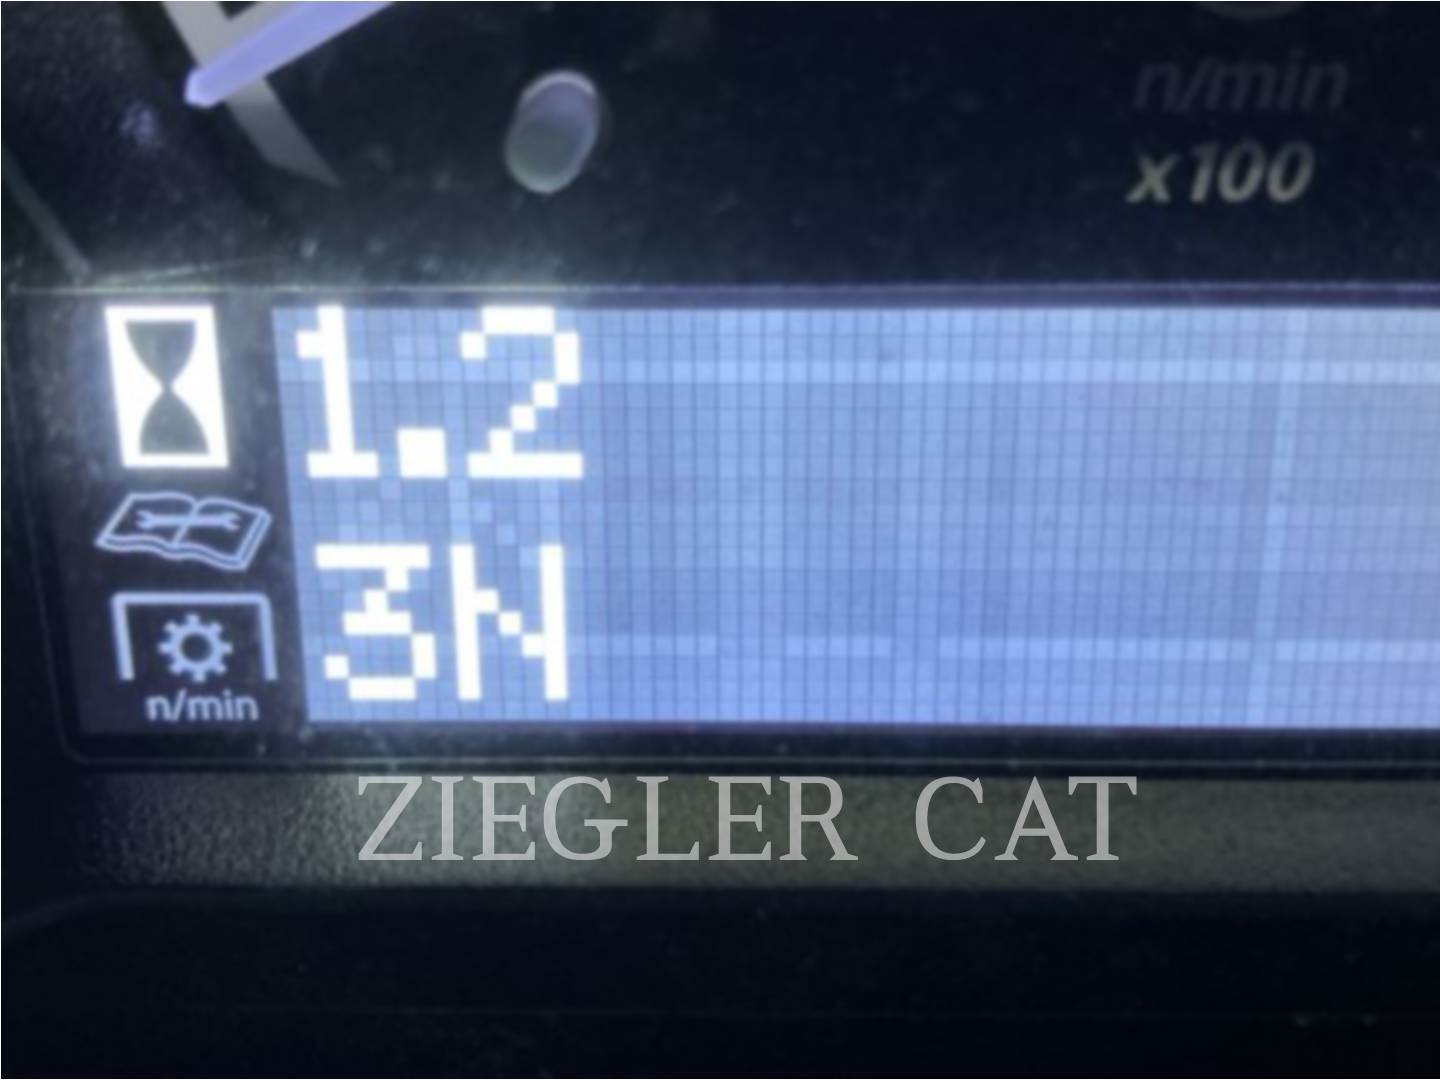 n/min
x100
1.2
3N
n/min
ZIEGLER CAT